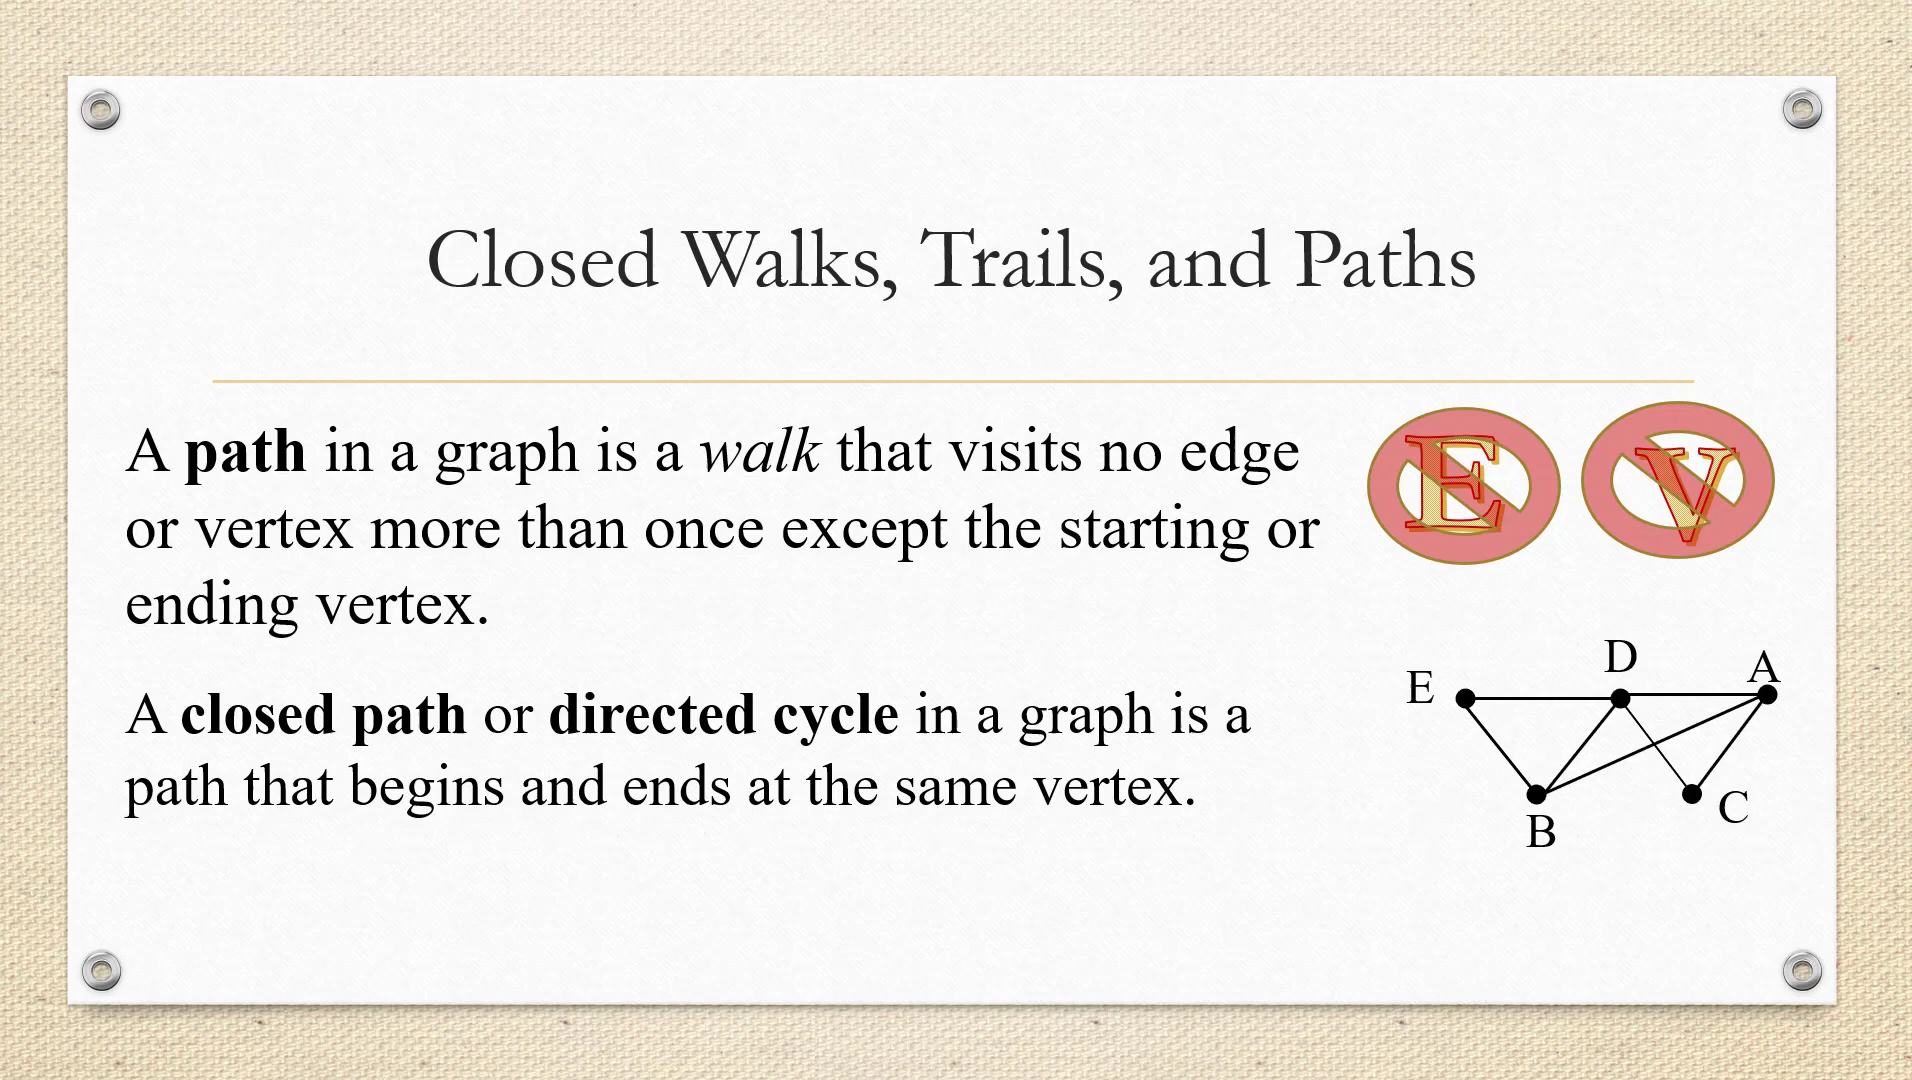 Closed Walks, Trails, and Paths
A path in a graph is a walk that visits no edge
or vertex more than once except the starting or
ending vertex.
E V
A closed path or directed cycle in a graph is a
path that begins and ends at the same vertex.
D
A
E
C
B